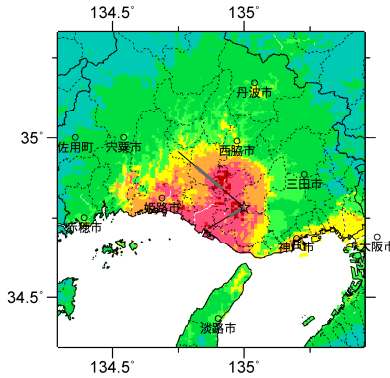 134.5° 135°
丹波市
35°
佐用町 宍粟市 西脇市
三田市
姫路市
赤穂市
神戸市 大阪市
34.5°
淡路市
134.5° 135°